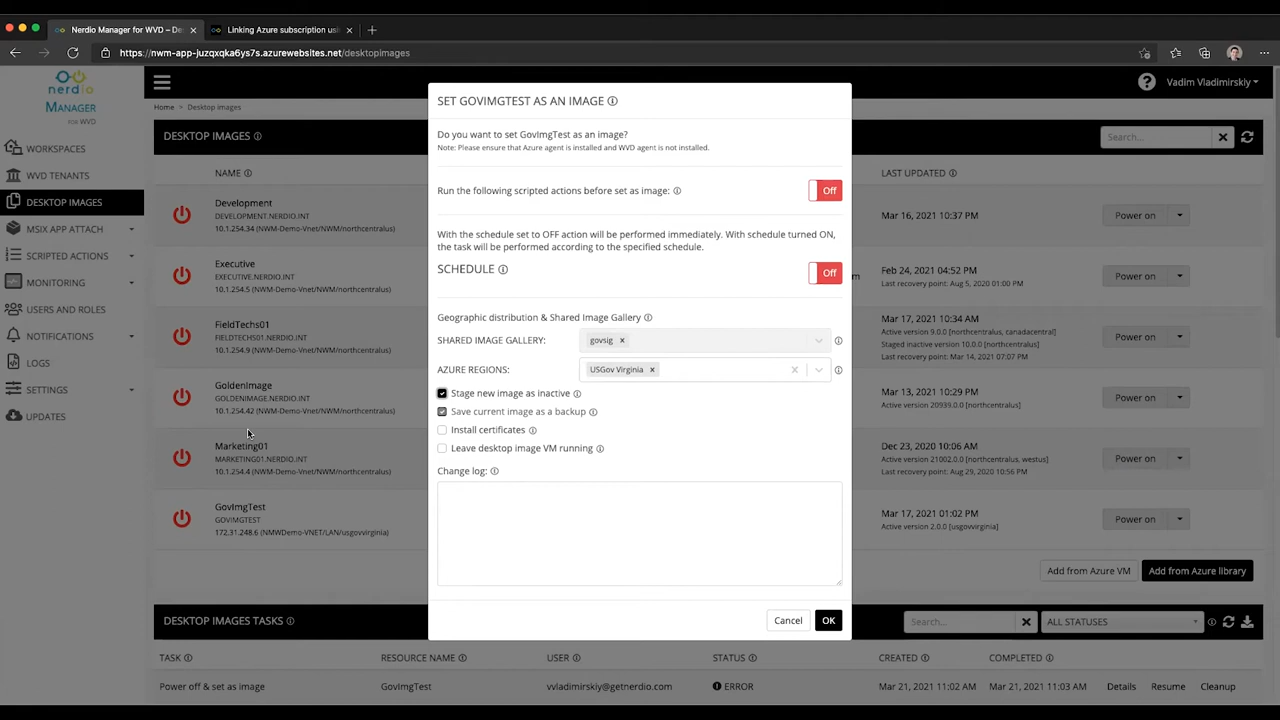 Nerdio Manager for WVD – De
Linking Azure subscription usi
https://nwm-app-juzqxqka6ys7s.azurewebsites.net/desktopimages
nerdio
MANAGER
FOR WVD
Vadim Vladimirskiy
Home > Desktop images
WORKSPACES
WVD TENANTS
DESKTOP IMAGES
MSIX APP ATTACH
SCRIPTED ACTIONS
MONITORING
USERS AND ROLES
NOTIFICATIONS
LOGS
SETTINGS
UPDATES
DESKTOP IMAGES
Search...
NAME
LAST UPDATED
Development
DEVELOPMENT.NERDIO.INT
10.1.254.34 (NWM-Demo-Vnet/NWM/northcentralus)
Mar 16, 2021 10:37 PM
Power on
Executive
EXECUTIVE.NERDIO.INT
10.1.254.5 (NWM-Demo-Vnet/NWM/northcentralus)
Feb 24, 2021 04:52 PM
Last recovery point: Aug 5, 2020 01:00 PM
Power on
FieldTechs01
FIELDTECHS01.NERDIO.INT
10.1.254.9 (NWM-Demo-Vnet/NWM/northcentralus)
Mar 17, 2021 10:34 AM
Active version 9.0.0 [northcentralus, canadacentral]
Staged inactive version 10.0.0 [northcentralus]
Last recovery point: Mar 14, 2021 07:07 PM
Power on
GoldenImage
GOLDENIMAGE.NERDIO.INT
10.1.254.42 (NWM-Demo-Vnet/NWM/northcentralus)
Mar 13, 2021 10:29 PM
Active version 20939.0.0 [northcentralus]
Power on
Marketing01
MARKETING01.NERDIO.INT
10.1.254.4 (NWM-Demo-Vnet/NWM/northcentralus)
Dec 23, 2020 10:06 AM
Active version 21002.0.0 [northcentralus, westus]
Last recovery point: Aug 29, 2020 10:56 PM
Power on
GovImgTest
GOVIMGTEST
172.31.248.6 (NMWDemo-VNET/LAN/usgovvirginia)
Mar 17, 2021 01:02 PM
Active version 2.0.0 [usgovvirginia]
Power on
Add from Azure VM
Add from Azure library
SET GOVIMGTEST AS AN IMAGE
Do you want to set GovImgTest as an image?
Note: Please ensure that Azure agent is installed and WVD agent is not installed.
Run the following scripted actions before set as image:
Off
With the schedule set to OFF action will be performed immediately. With schedule turned ON,
the task will be performed according to the specified schedule.
SCHEDULE
Off
Geographic distribution & Shared Image Gallery
SHARED IMAGE GALLERY:
govsig
AZURE REGIONS:
USGov Virginia
Stage new image as inactive
Save current image as a backup
Install certificates
Leave desktop image VM running
Change log:
Cancel
OK
DESKTOP IMAGES TASKS
Search...
ALL STATUSES
TASK
RESOURCE NAME
USER
STATUS
CREATED
COMPLETED
Power off & set as image
GovImgTest
vvladimirskiy@getnerdio.com
ERROR
Mar 21, 2021 11:02 AM
Mar 21, 2021 11:03 AM
Details
Resume
Cleanup